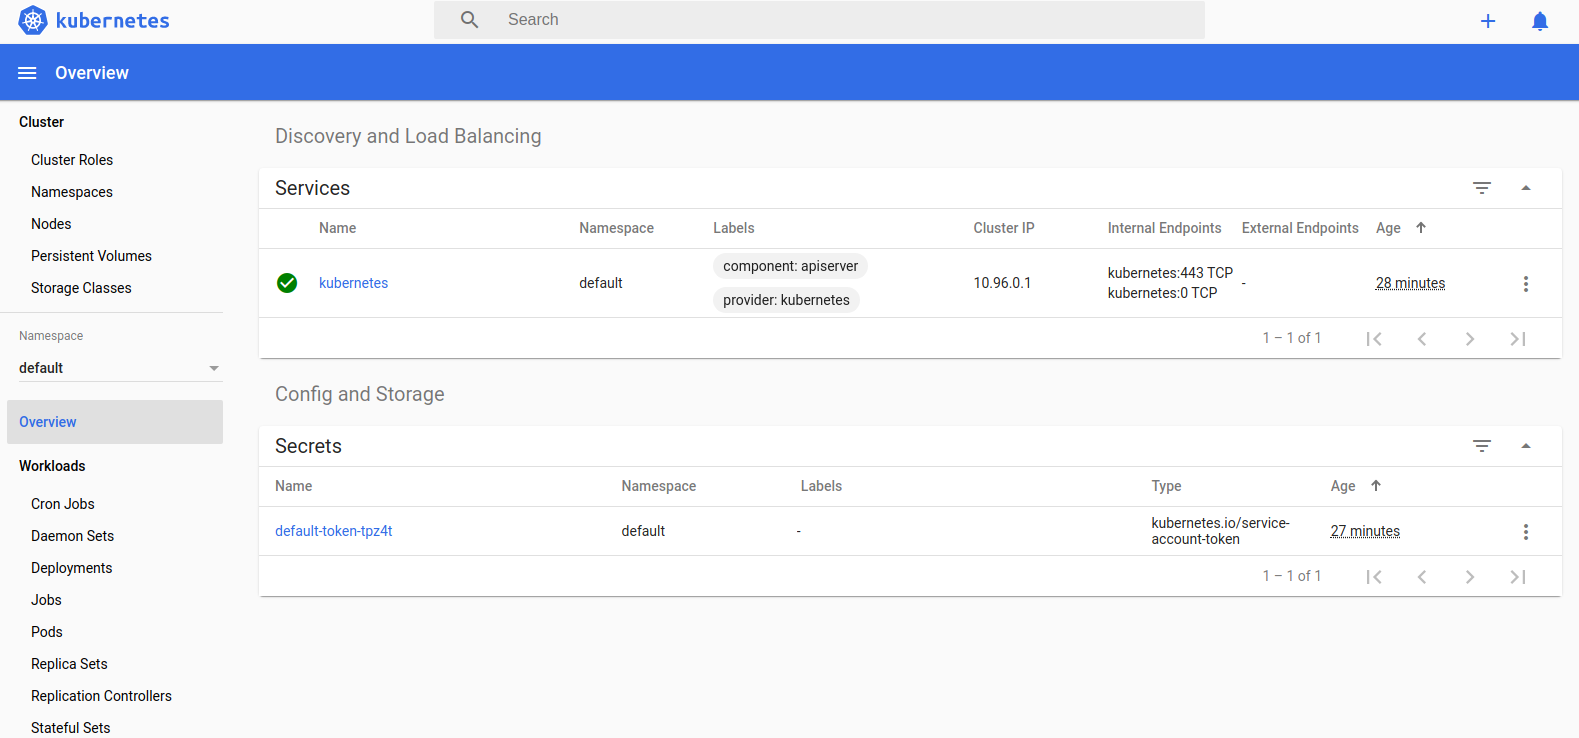 kubernetes
Search
Overview
Cluster
Cluster Roles
Namespaces
Nodes
Persistent Volumes
Storage Classes
Namespace
default
Overview
Workloads
Cron Jobs
Daemon Sets
Deployments
Jobs
Pods
Replica Sets
Replication Controllers
Stateful Sets
Discovery and Load Balancing
Services
Name Namespace Labels Cluster IP Internal Endpoints External Endpoints Age
kubernetes default component: apiserver provider: kubernetes 10.96.0.1 kubernetes:443 TCP kubernetes:0 TCP - 28 minutes
1 – 1 of 1
Config and Storage
Secrets
Name Namespace Labels Type Age
default-token-tpz4t default - kubernetes.io/service-account-token 27 minutes
1 – 1 of 1